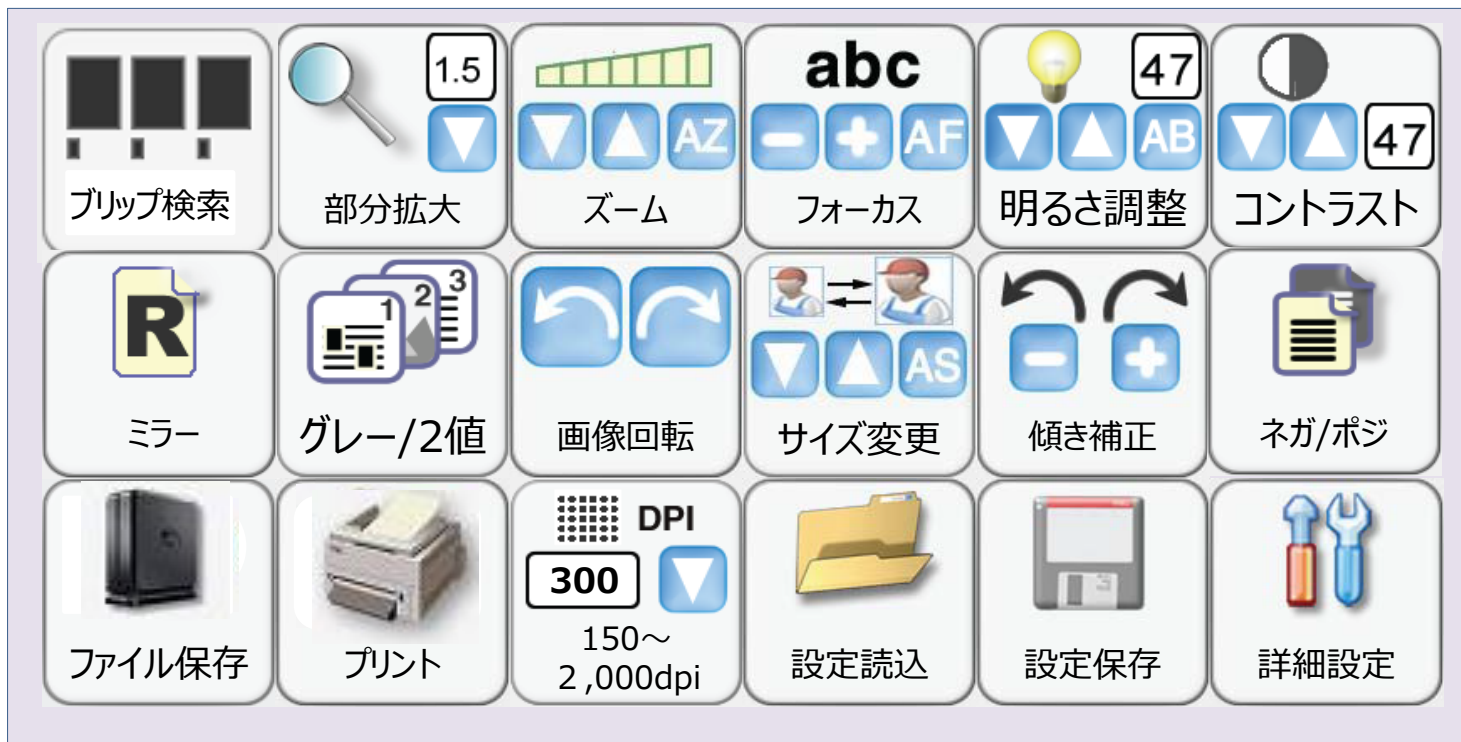 ブリップ検索
1.5
部分拡大
AZ
ズーム
abc
AF
フォーカス
47
AB
明るさ調整
47
コントラスト
R
ミラー
1 2 3
グレー/2値
画像回転
AS
サイズ変更
傾き補正
ネガ/ポジ
ファイル保存
プリント
DPI
300
150～
2,000dpi
設定読込
設定保存
詳細設定